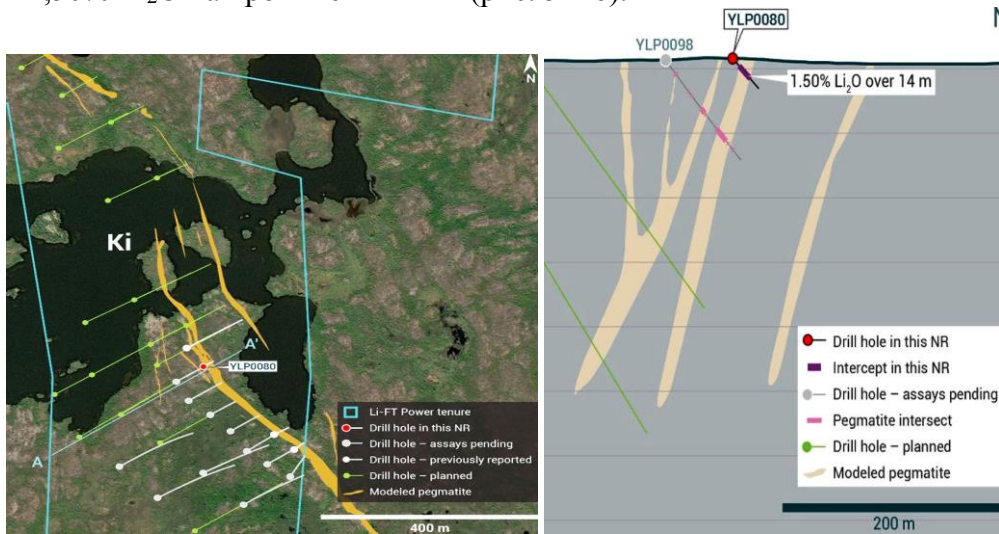 N
Ki
A'
YLP0080
A
Li-FT Power tenure
Drill hole in this NR
Drill hole – assays pending
Drill hole – previously reported
Drill hole – planned
Modeled pegmatite
400 m
N
YLP0080
YLP0098
1.50% Li₂O over 14 m
Drill hole in this NR
Intercept in this NR
Drill hole – assays pending
Pegmatite intersect
Drill hole – planned
Modeled pegmatite
200 m